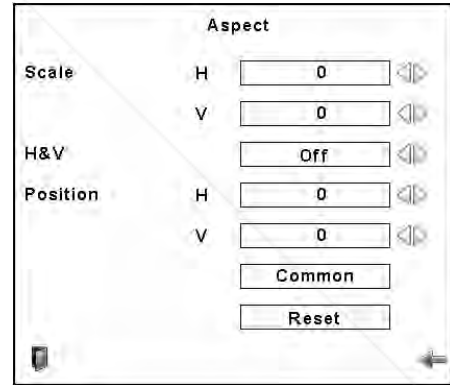 Aspect
Scale H 0
V 0
H&V Off
Position H 0
V 0
Common
Reset